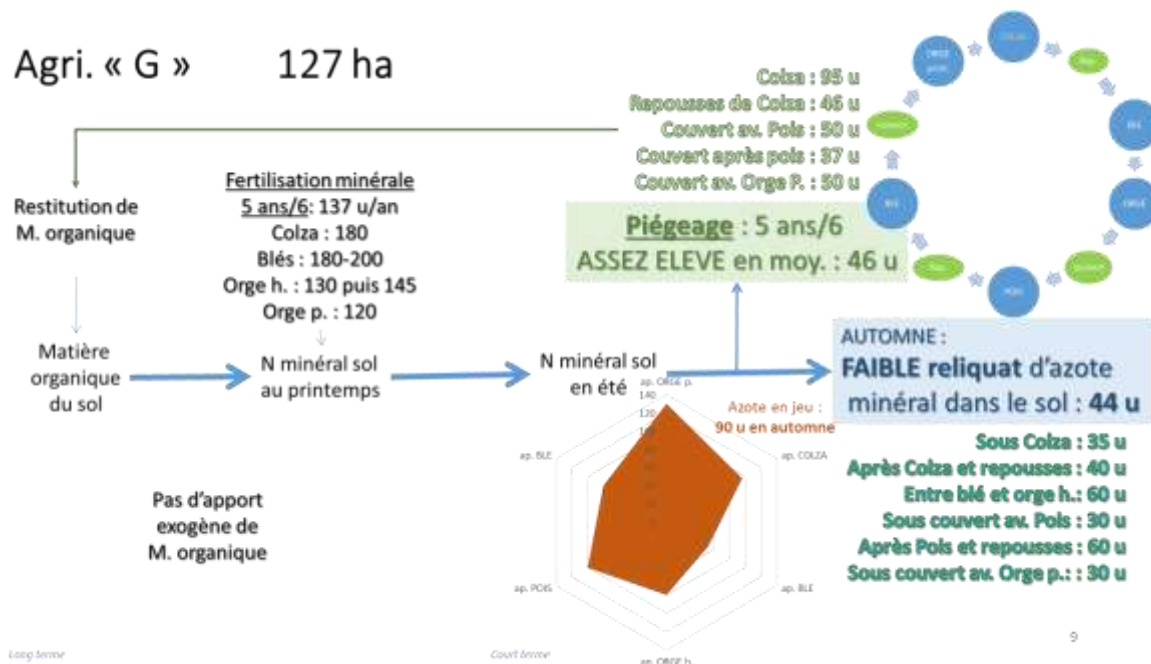 Agri. « G » 127 ha
Colza : 95 u
Repousses de Colza : 46 u
Couvert av. Pois : 50 u
Couvert après pois : 37 u
Couvert av. Orge P. : 50 u
Fertilisation minérale
5 ans/6: 137 u/an
Colza : 180
Blés : 180-200
Orge h. : 130 puis 145
Orge p. : 120
Restitution de
M. organique
Piégeage : 5 ans/6
ASSEZ ELEVE en moy. : 46 u
BLE
ORGE
POIS
BLE
Matière
organique
du sol
N minéral sol
au printemps
N minéral sol
en été
AUTOMNE :
FAIBLE reliquat d'azote
minéral dans le sol : 44 u
ap. ORGE p.
140
120
Azote en jeu :
90 u en automne
ap. COLZA
ap. BLE
ap. ORGE h.
ap. POIS
ap. BLE
Sous Colza : 35 u
Après Colza et repousses : 40 u
Entre blé et orge h.: 60 u
Sous couvert av. Pois : 30 u
Après Pois et repousses : 60 u
Sous couvert av. Orge p.: : 30 u
Pas d'apport
exogène de
M. organique
Long terme
Court terme
9